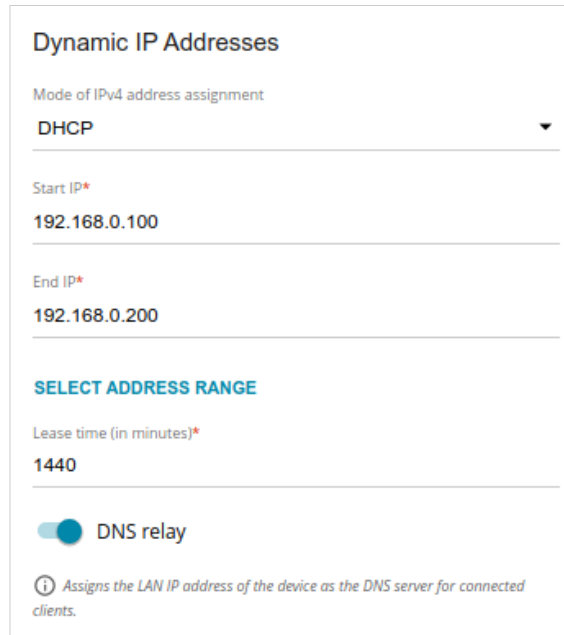 Dynamic IP Addresses
Mode of IPv4 address assignment
DHCP
Start IP*
192.168.0.100
End IP*
192.168.0.200
SELECT ADDRESS RANGE
Lease time (in minutes)*
1440
DNS relay
Assigns the LAN IP address of the device as the DNS server for connected
clients.